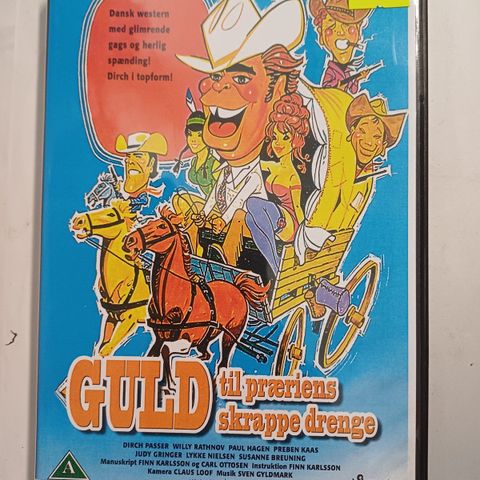 Dansk western
med glimrende
gags og herlig
spænding!
Dirch i topform!
GULD
til præriens
skrappe drenge
DIRCH PASSER WILLY RATHNOV PAUL HAGEN PREBEN KAAS
JUDY GRINGER LYKKE NIELSEN SUSANNE BREUNING
Manuskript FINN KARLSSON og CARL OTTOSEN Instruktion FINN KARLSSON
Kamera CLAUS LOOF Musik SVEN GYLDMARK
A